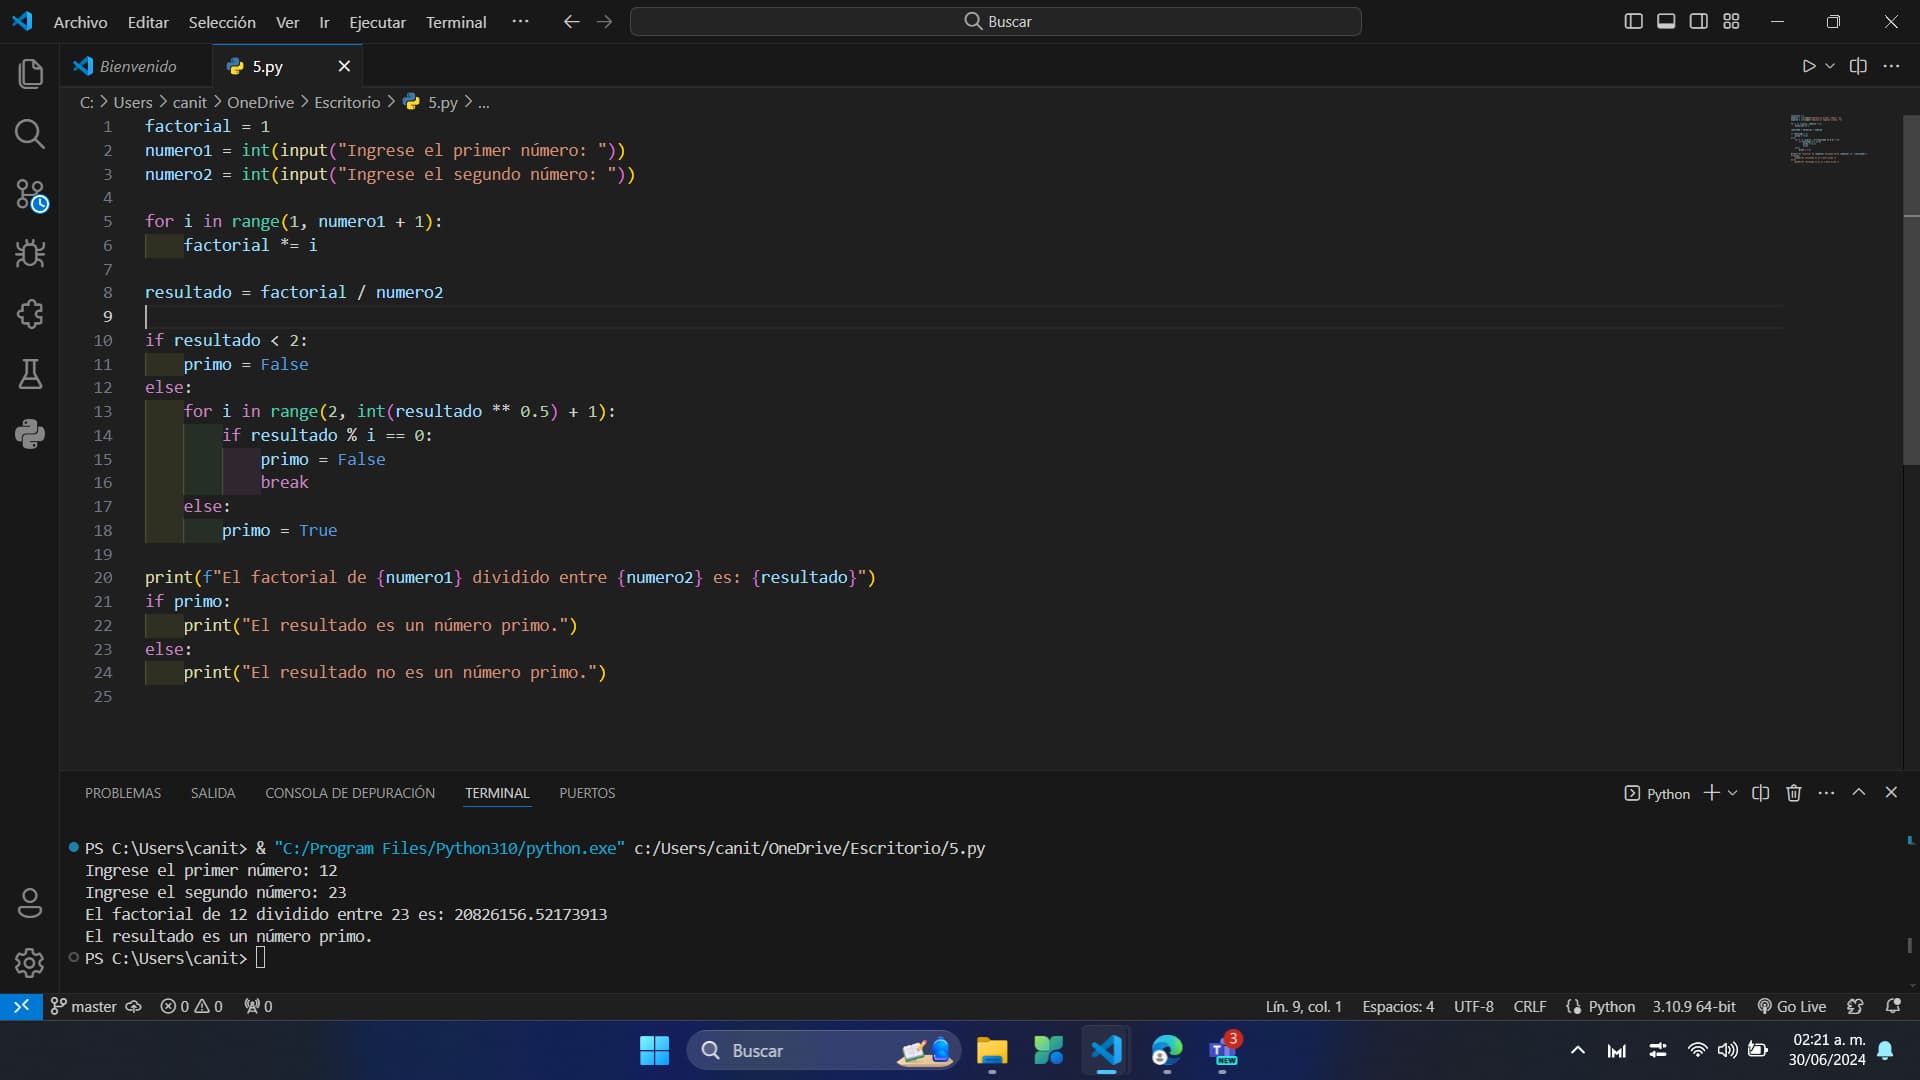 Archivo Editar Selección Ver Ir Ejecutar Terminal ··· Buscar
Bienvenido 5.py
C: > Users > canit > OneDrive > Escritorio > 5.py > ...
1 factorial = 1
2 numero1 = int(input("Ingrese el primer número: "))
3 numero2 = int(input("Ingrese el segundo número: "))
4
5 for i in range(1, numero1 + 1):
6 factorial *= i
7
8 resultado = factorial / numero2
9
10 if resultado < 2:
11 primo = False
12 else:
13 for i in range(2, int(resultado ** 0.5) + 1):
14 if resultado % i == 0:
15 primo = False
16 break
17 else:
18 primo = True
19
20 print(f"El factorial de {numero1} dividido entre {numero2} es: {resultado}")
21 if primo:
22 print("El resultado es un número primo.")
23 else:
24 print("El resultado no es un número primo.")
25
PROBLEMAS SALIDA CONSOLA DE DEPURACIÓN TERMINAL PUERTOS Python
PS C:\Users\canit> & "C:/Program Files/Python310/python.exe" c:/Users/canit/OneDrive/Escritorio/5.py
Ingrese el primer número: 12
Ingrese el segundo número: 23
El factorial de 12 dividido entre 23 es: 20826156.52173913
El resultado es un número primo.
PS C:\Users\canit>
master 0 0 0 Lín. 9, col. 1 Espacios: 4 UTF-8 CRLF Python 3.10.9 64-bit Go Live
Buscar NEW 3 02:21 a. m.
30/06/2024